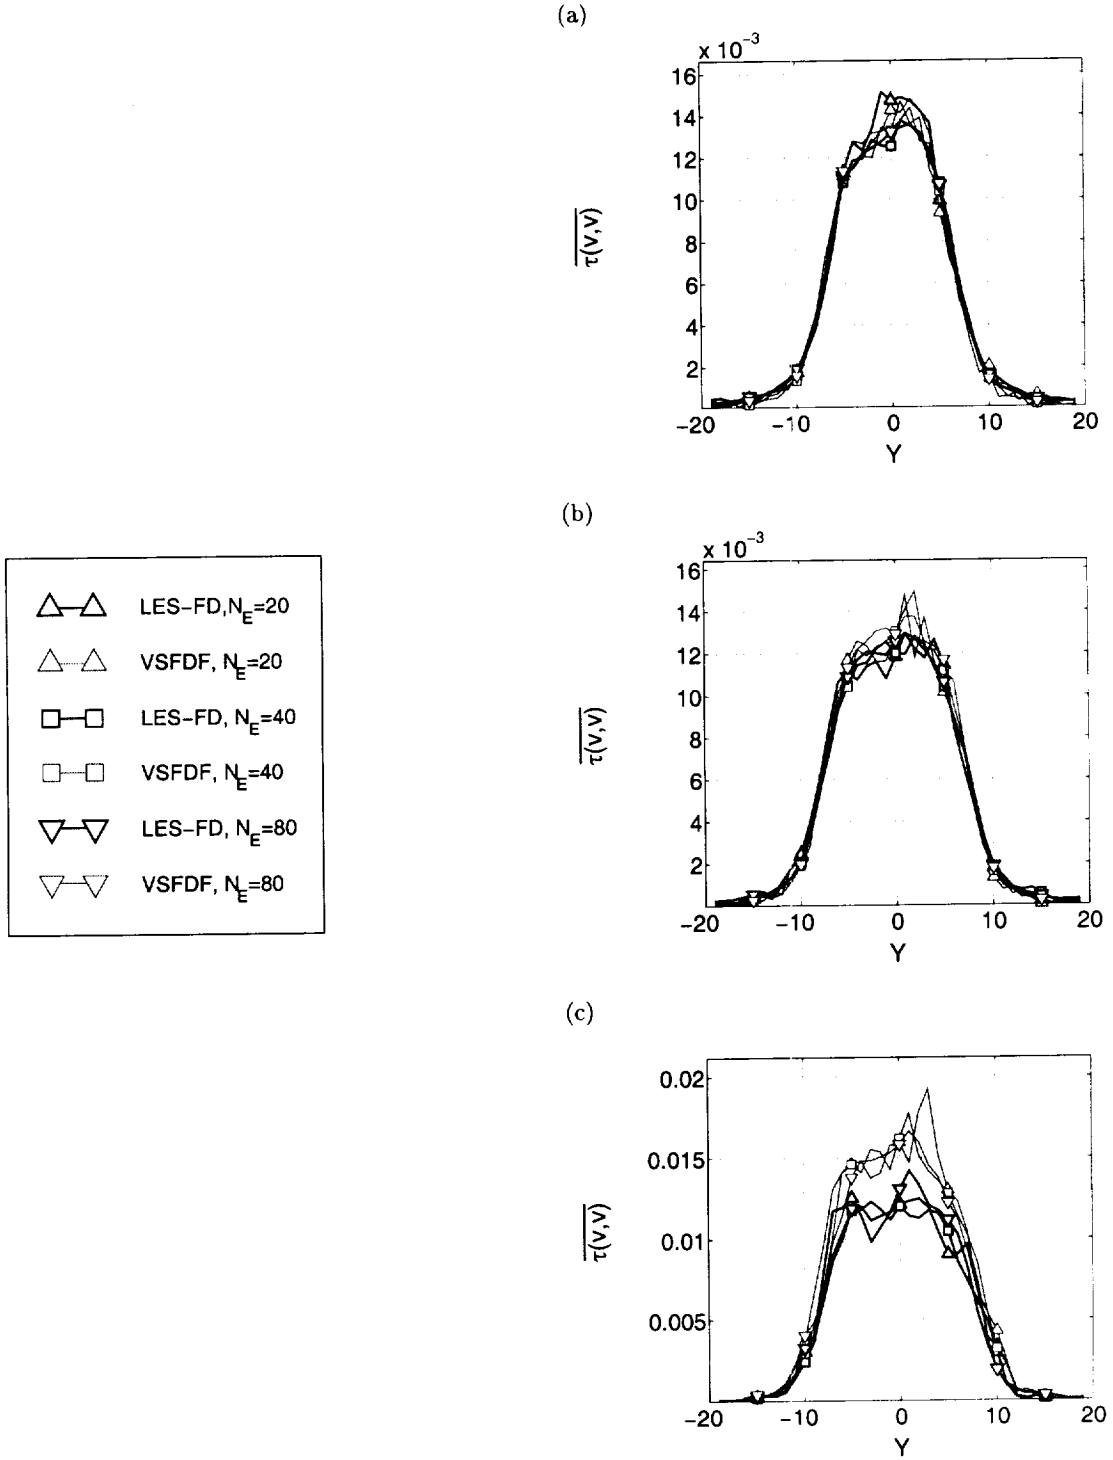 (a)
x 10⁻³
16
14
12
10
8
6
4
2
−20 −10 0 10 20
Y
τ(v,v)
(b)
x 10⁻³
16
14
12
10
8
6
4
2
−20 −10 0 10 20
Y
τ(v,v)
LES−FD,N_E=20
VSFDF, N_E=20
LES−FD, N_E=40
VSFDF, N_E=40
LES−FD, N_E=80
VSFDF, N_E=80
(c)
0.02
0.015
0.01
0.005
−20 −10 0 10 20
Y
τ(v,v)